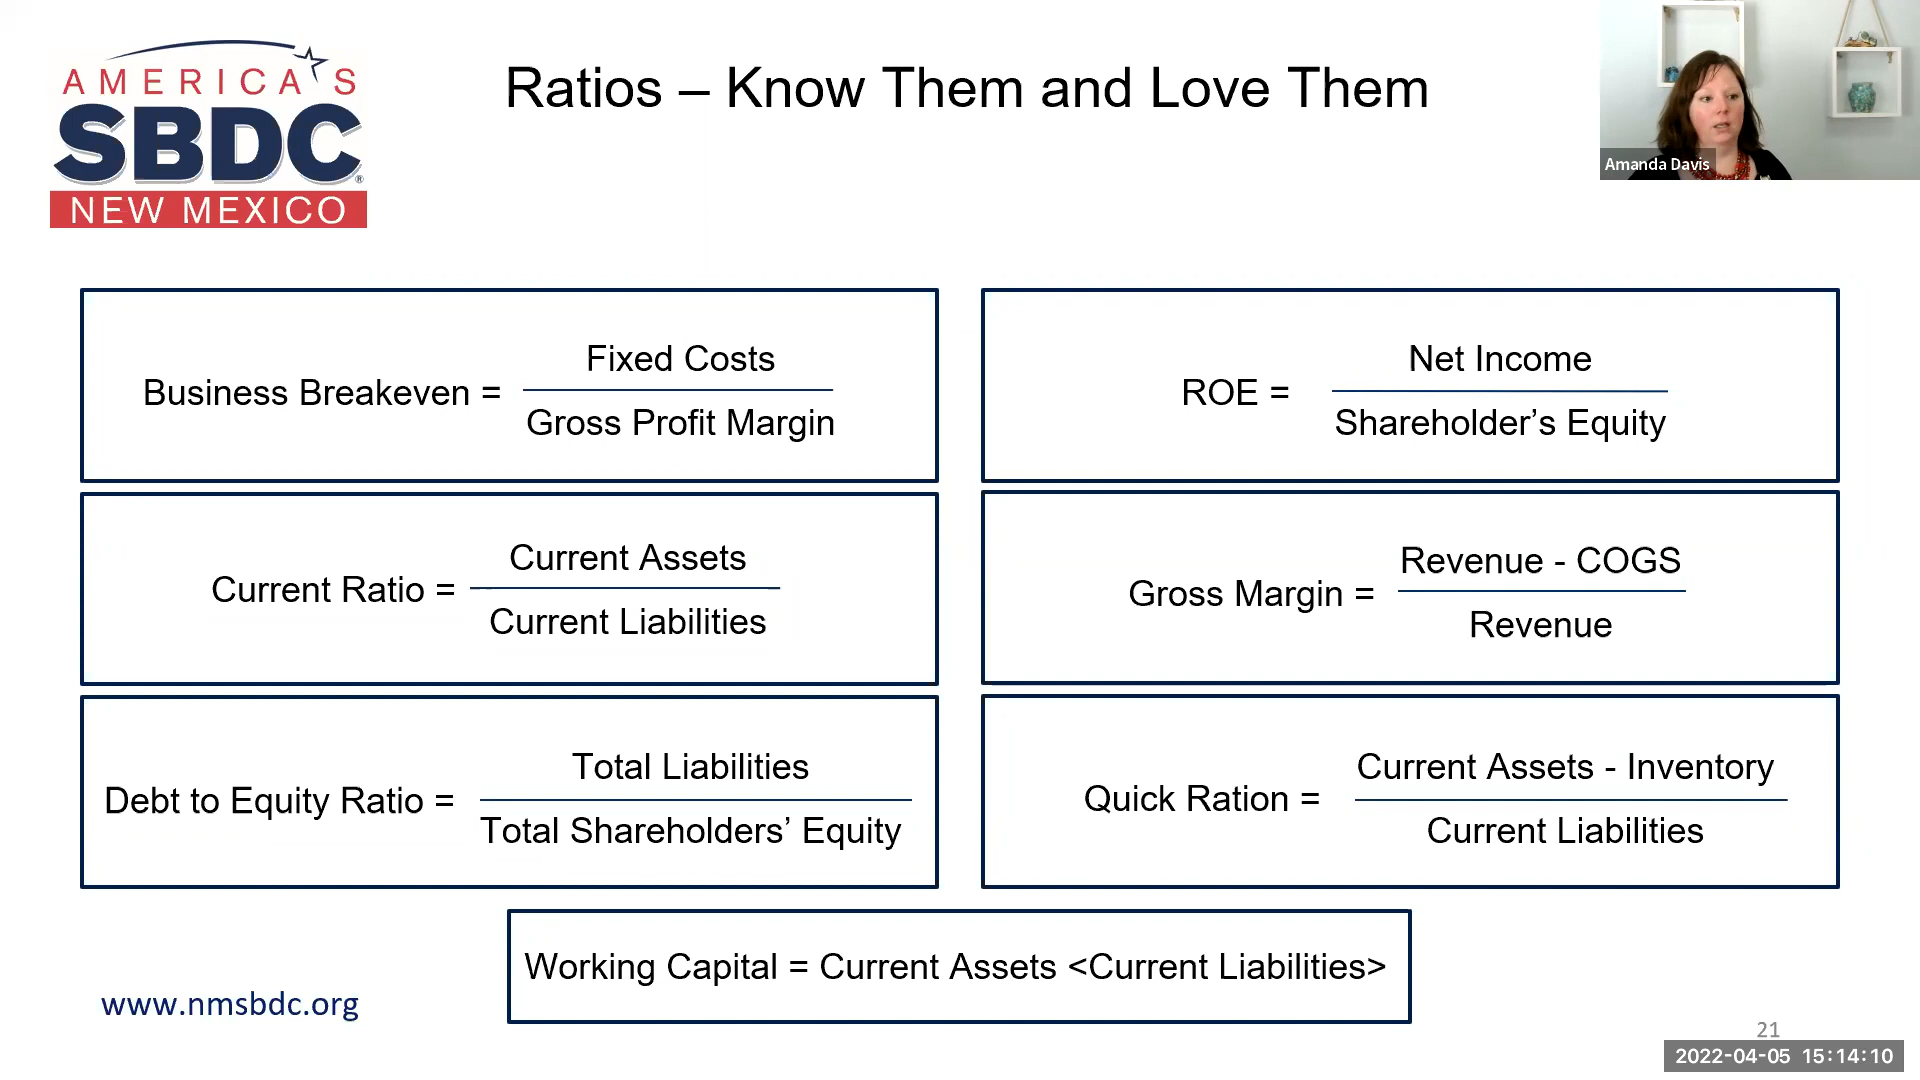 AMERICA'S
SBDC®
NEW MEXICO
Ratios – Know Them and Love Them
Amanda Davis
Business Breakeven =
Fixed Costs
Gross Profit Margin
ROE =
Net Income
Shareholder’s Equity
Current Ratio =
Current Assets
Current Liabilities
Gross Margin =
Revenue - COGS
Revenue
Debt to Equity Ratio =
Total Liabilities
Total Shareholders’ Equity
Quick Ration =
Current Assets - Inventory
Current Liabilities
Working Capital = Current Assets <Current Liabilities>
www.nmsbdc.org
21
2022-04-05 15:14:10